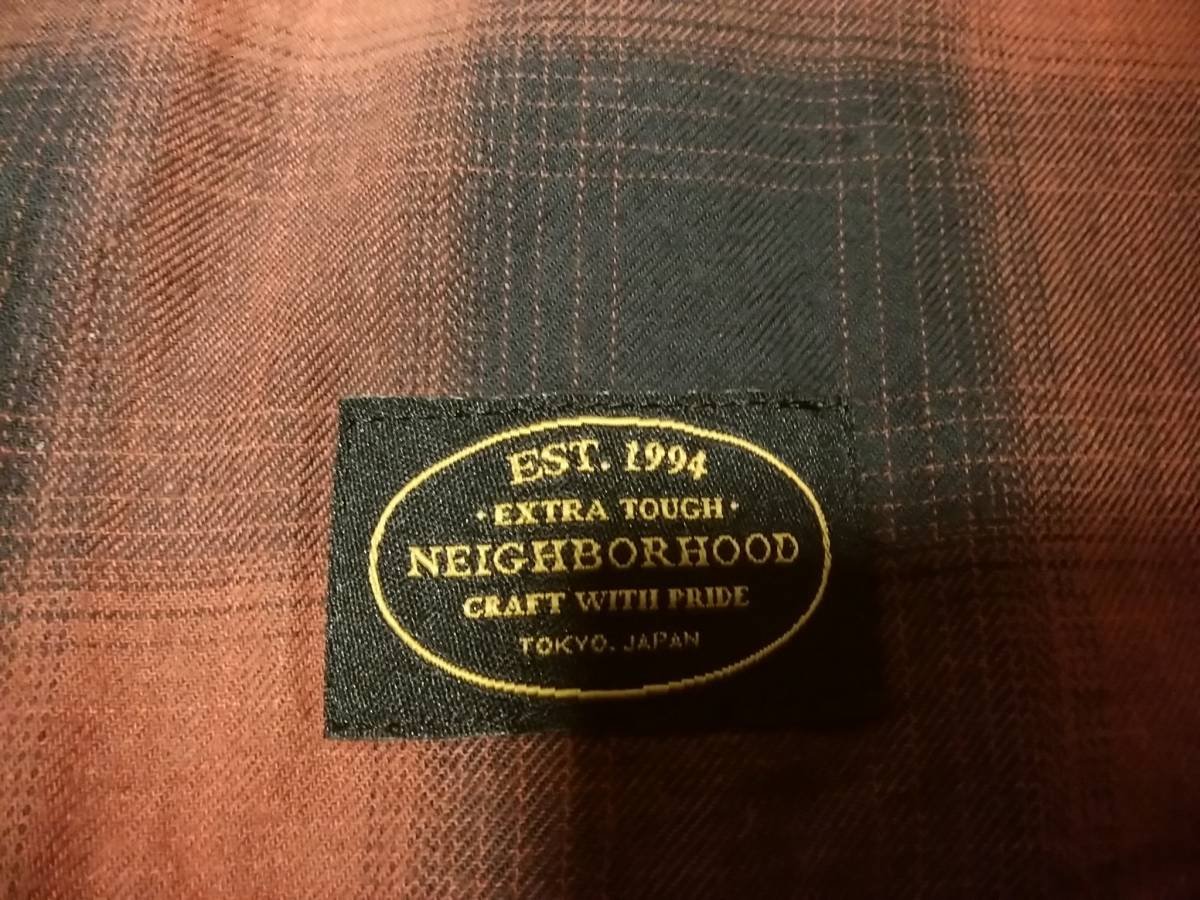 EST. 1994
· EXTRA TOUGH ·
NEIGHBORHOOD
CRAFT WITH PRIDE
TOKYO. JAPAN